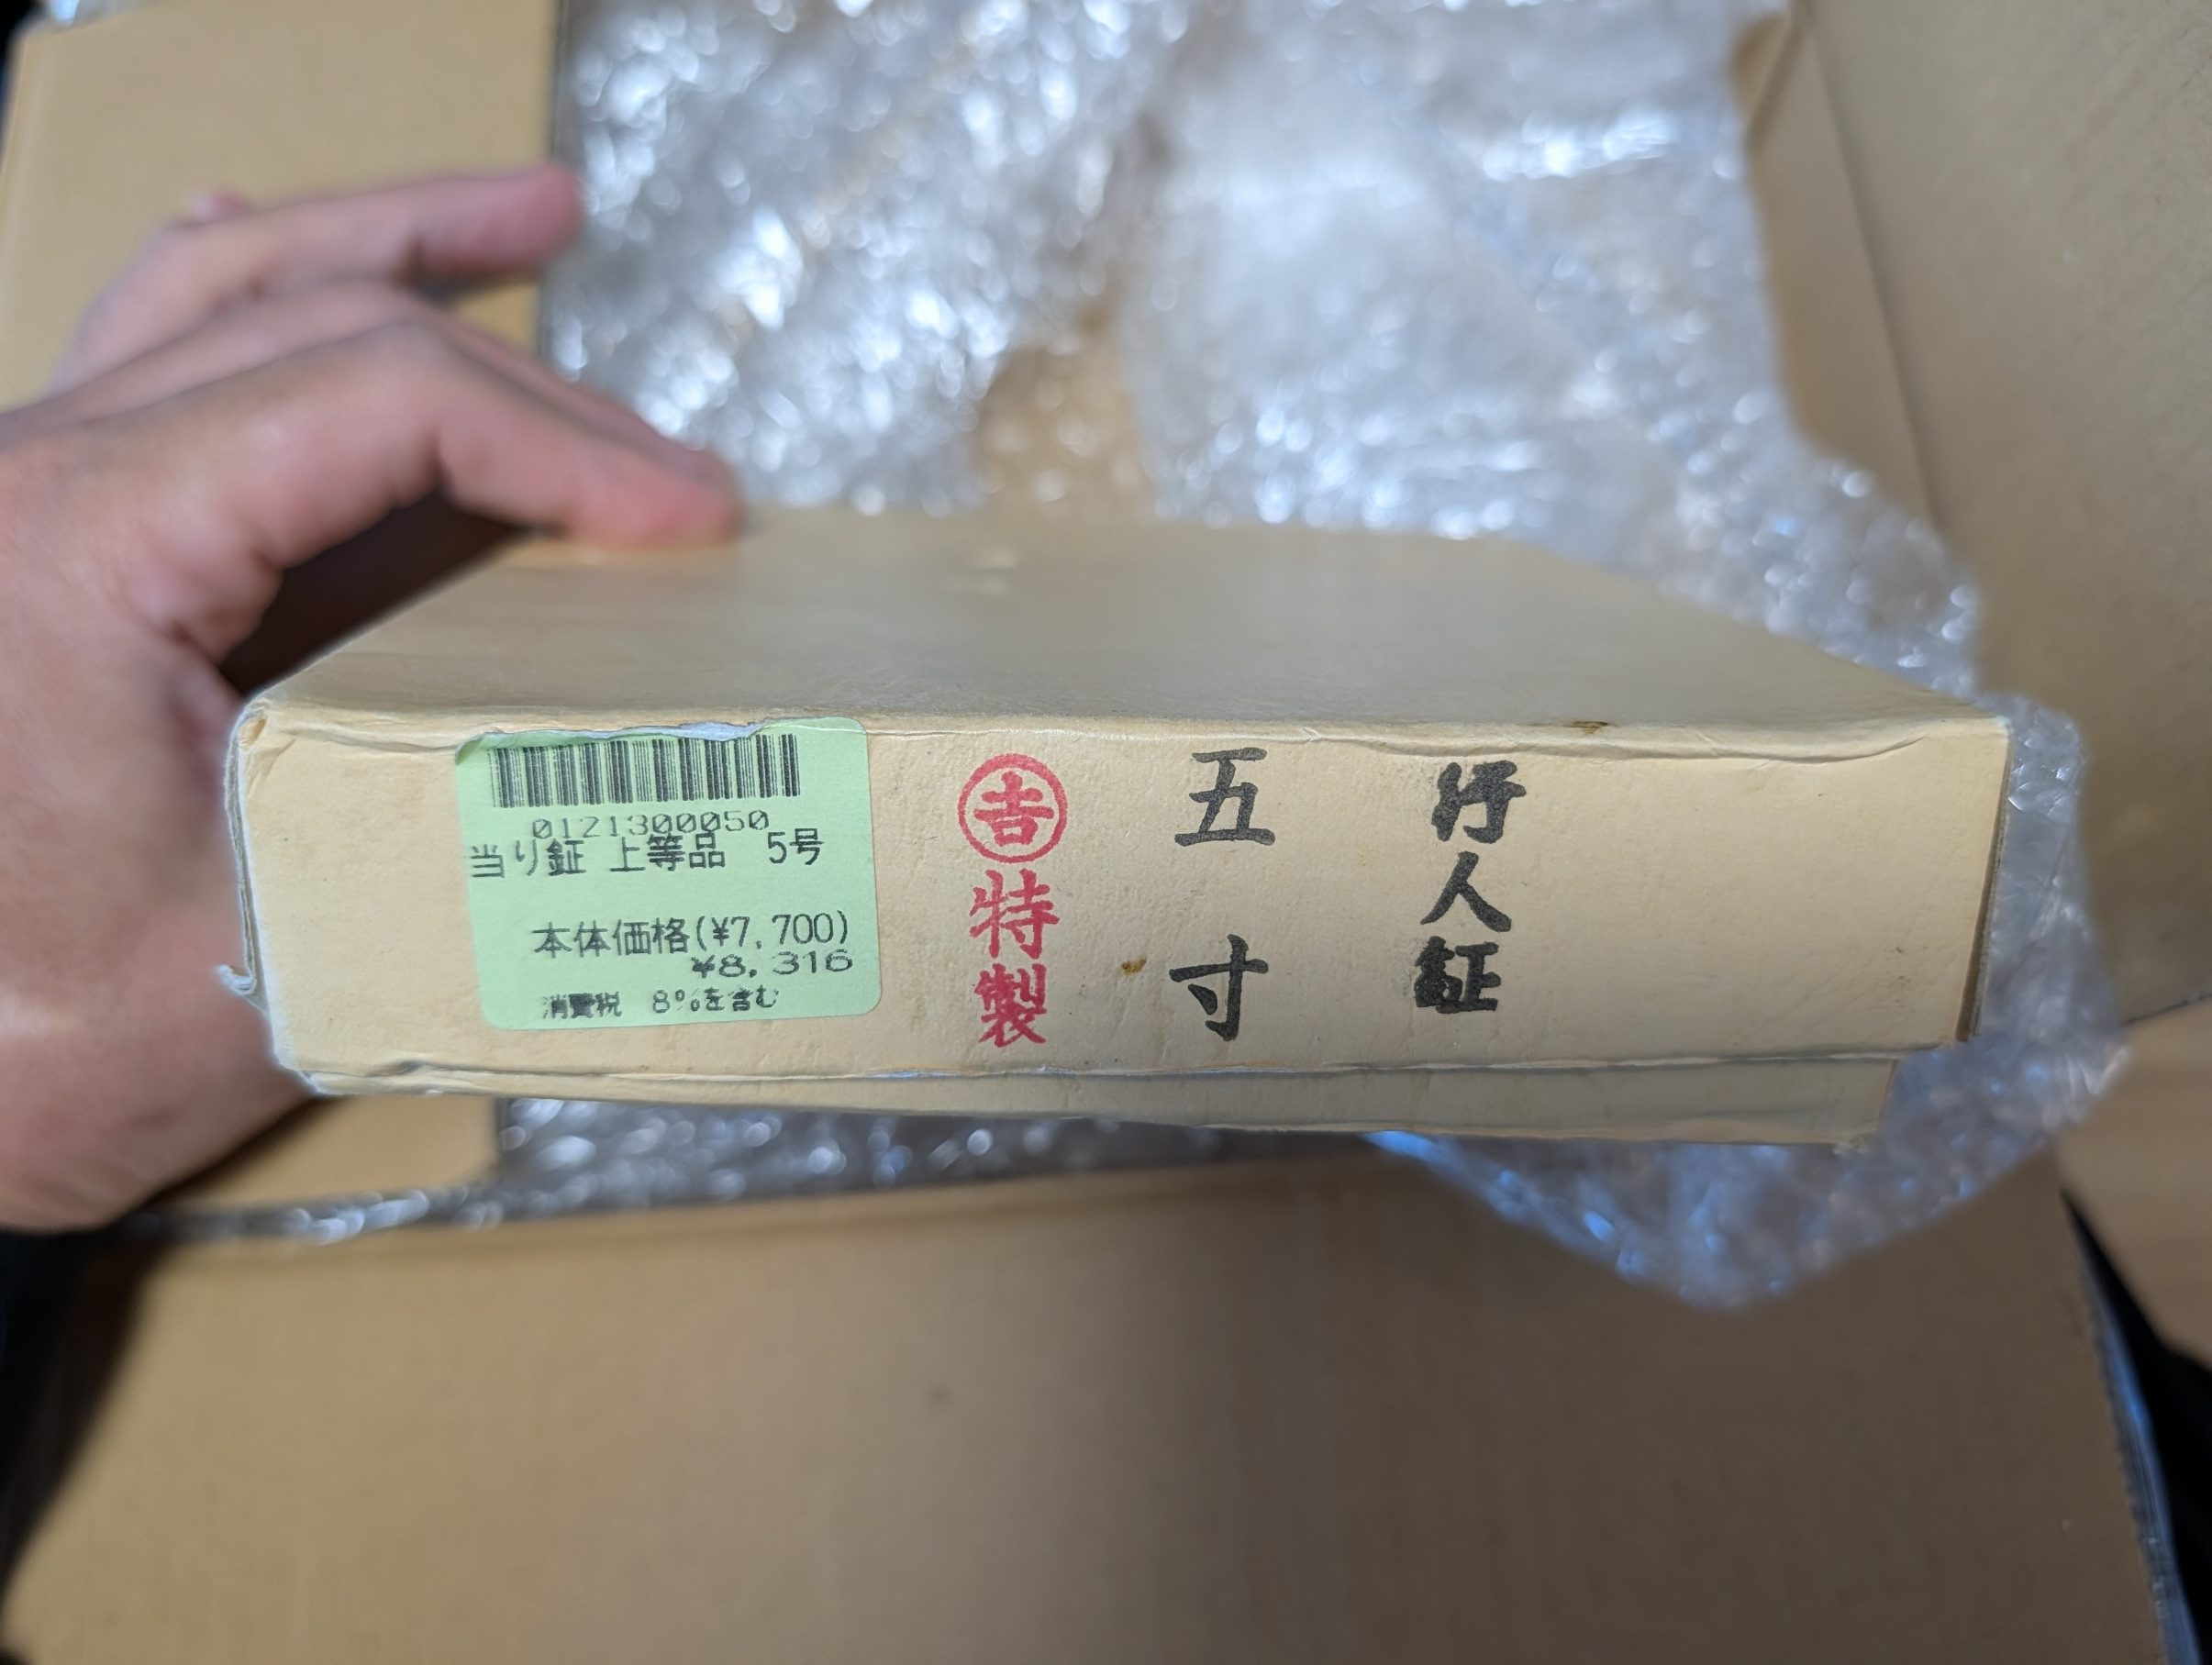 0121300050
当り鉦 上等品 5号
本体価格(¥7,700)
¥8,316
消費税 8%を含む
行人鉦
五寸
吉
特製